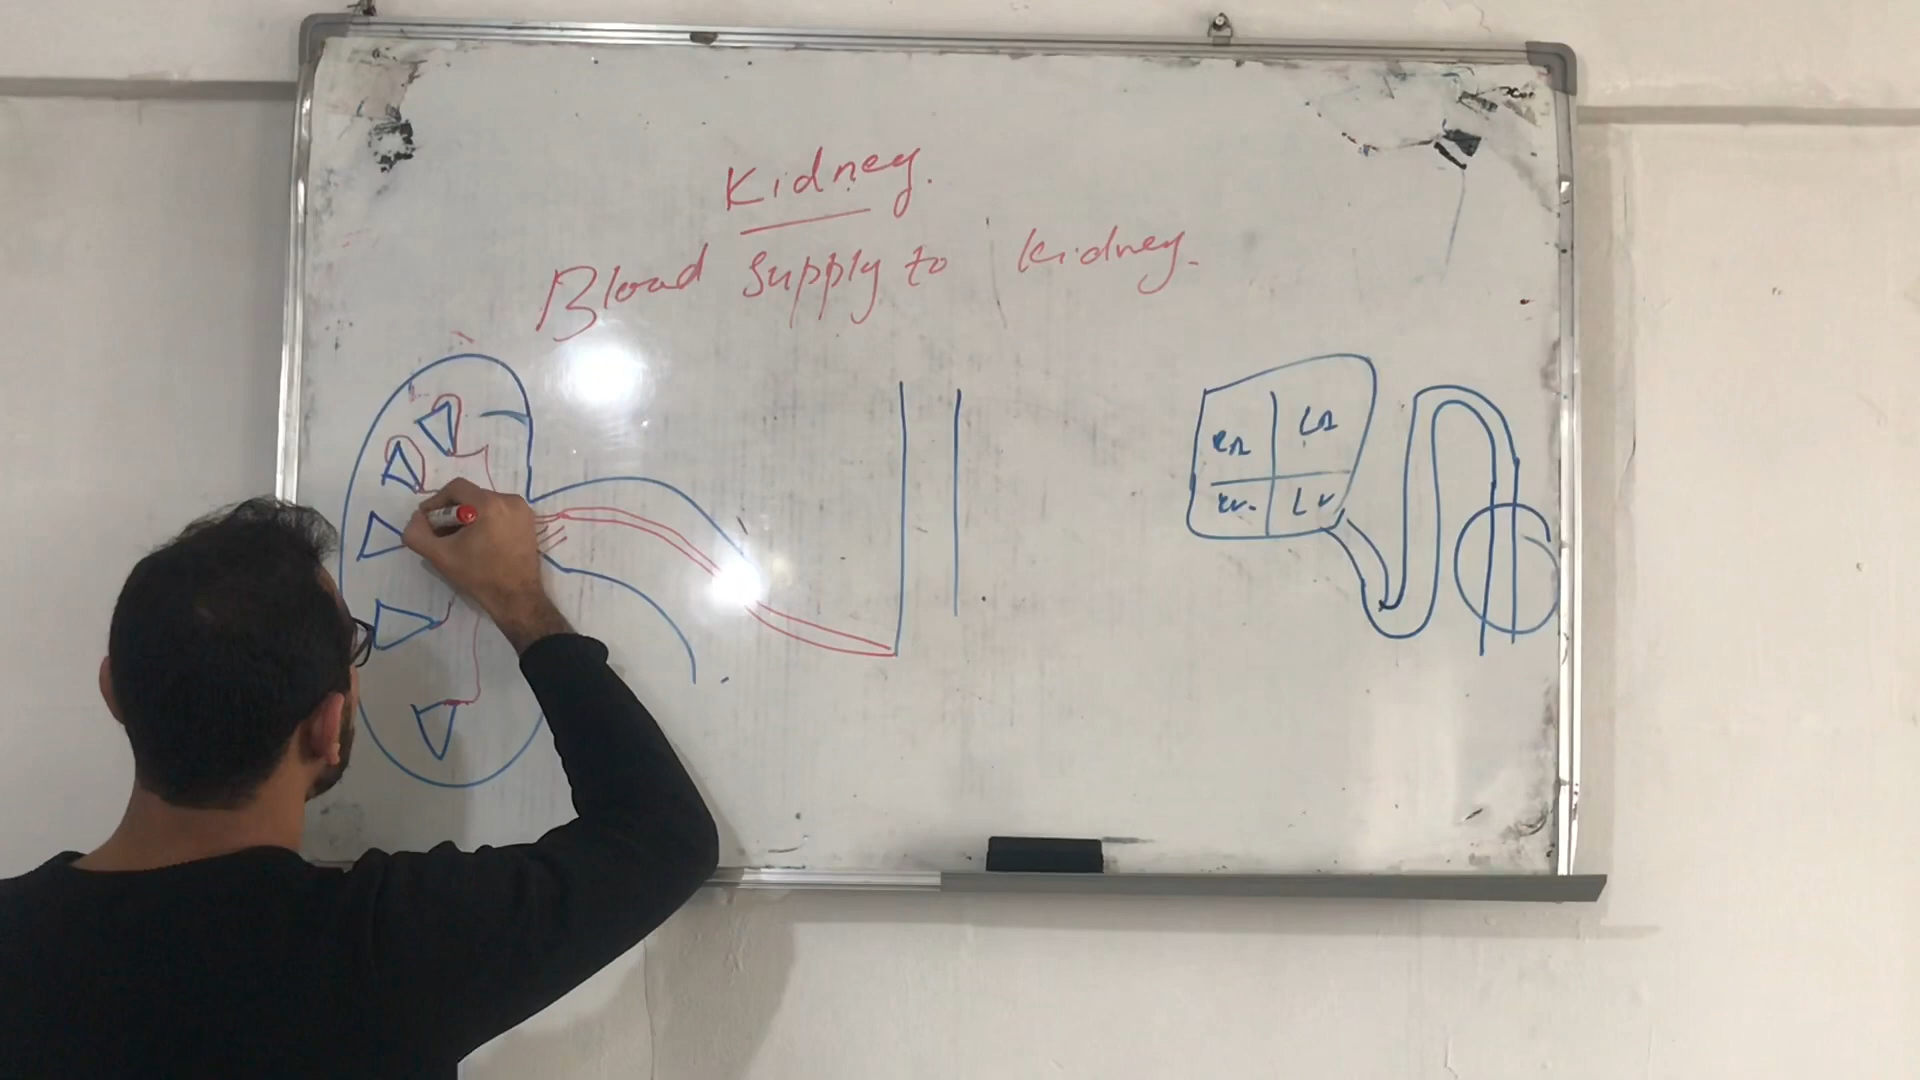 Kidney.
Blood supply to kidney.
RA LA
RV. LV